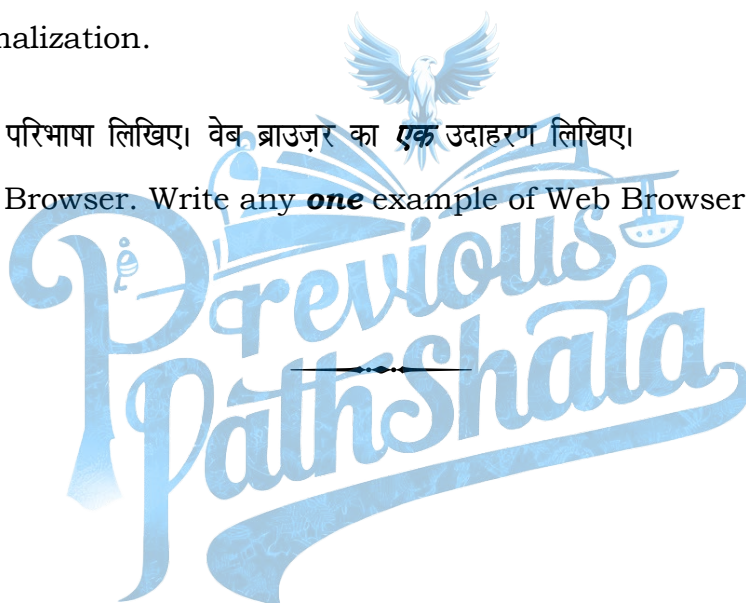 nalization.
परिभाषा लिखिए। वेब ब्राउज़र का एक उदाहरण लिखिए।
Browser. Write any one example of Web Browser
Previous
PathShala